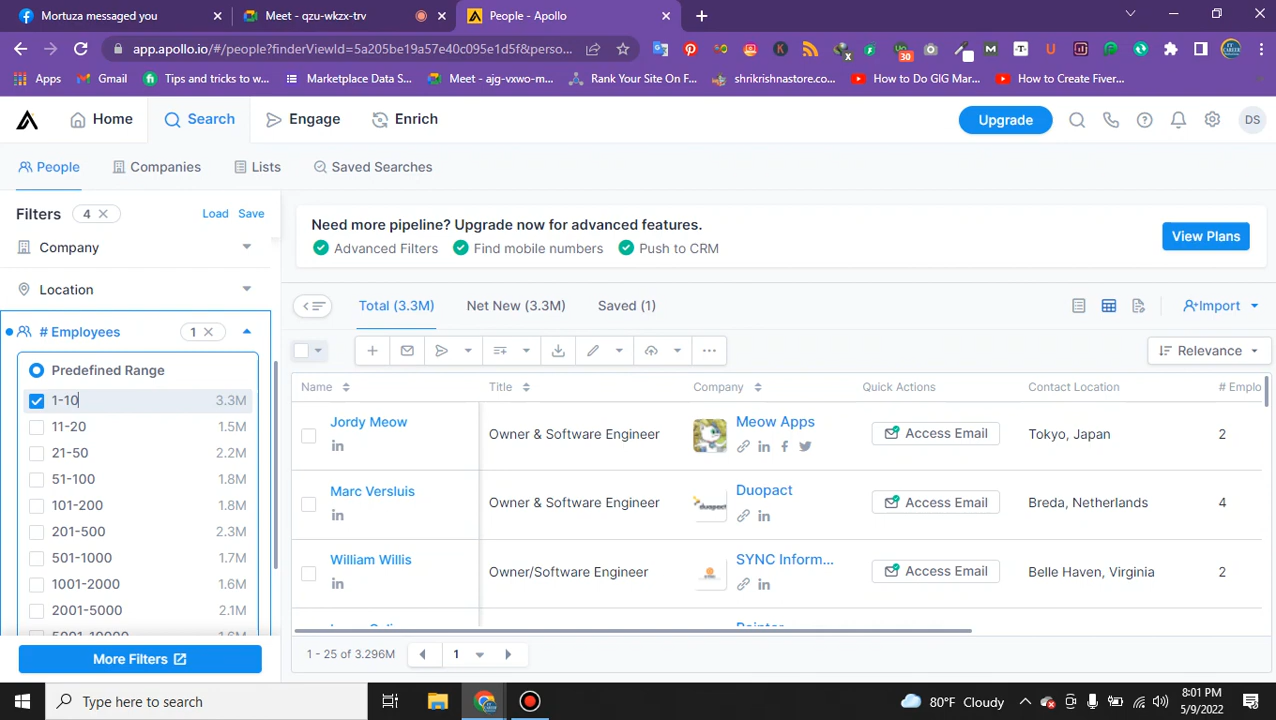 Mortuza messaged you
Meet - qzu-wkzx-trv
People - Apollo
app.apollo.io/#/people?finderViewId=5a205be19a57e40c095e1d5f&perso...
30
Apps
Gmail
Tips and tricks to w...
Marketplace Data S...
Meet - ajg-vxwo-m...
Rank Your Site On F...
shrikrishnastore.co...
How to Do GIG Mar...
How to Create Fiver...
Home
Search
Engage
Enrich
Upgrade
DS
People
Companies
Lists
Saved Searches
Filters
4
Load
Save
Company
Location
# Employees
1
Predefined Range
1-10 3.3M
11-20 1.5M
21-50 2.2M
51-100 1.8M
101-200 1.8M
201-500 2.3M
501-1000 1.7M
1001-2000 1.6M
2001-5000 2.1M
5001-10000 1.6M
More Filters
Need more pipeline? Upgrade now for advanced features.
Advanced Filters
Find mobile numbers
Push to CRM
View Plans
Total (3.3M)
Net New (3.3M)
Saved (1)
Import
Relevance
Name
Title
Company
Quick Actions
Contact Location
# Emplo
Jordy Meow
Owner & Software Engineer
Meow Apps
Access Email
Tokyo, Japan
2
Marc Versluis
Owner & Software Engineer
Duopact
Access Email
Breda, Netherlands
4
William Willis
Owner/Software Engineer
SYNC Inform...
Access Email
Belle Haven, Virginia
2
1 - 25 of 3.296M
1
Type here to search
80°F Cloudy
8:01 PM
5/9/2022